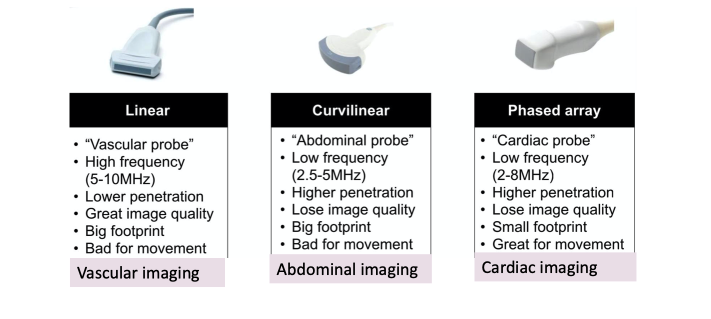 Linear
• “Vascular probe”
• High frequency
(5-10MHz)
• Lower penetration
• Great image quality
• Big footprint
• Bad for movement
Vascular imaging
Curvilinear
• “Abdominal probe”
• Low frequency
(2.5-5MHz)
• Higher penetration
• Lose image quality
• Big footprint
• Bad for movement
Abdominal imaging
Phased array
• “Cardiac probe”
• Low frequency
(2-8MHz)
• Higher penetration
• Lose image quality
• Small footprint
• Great for movement
Cardiac imaging